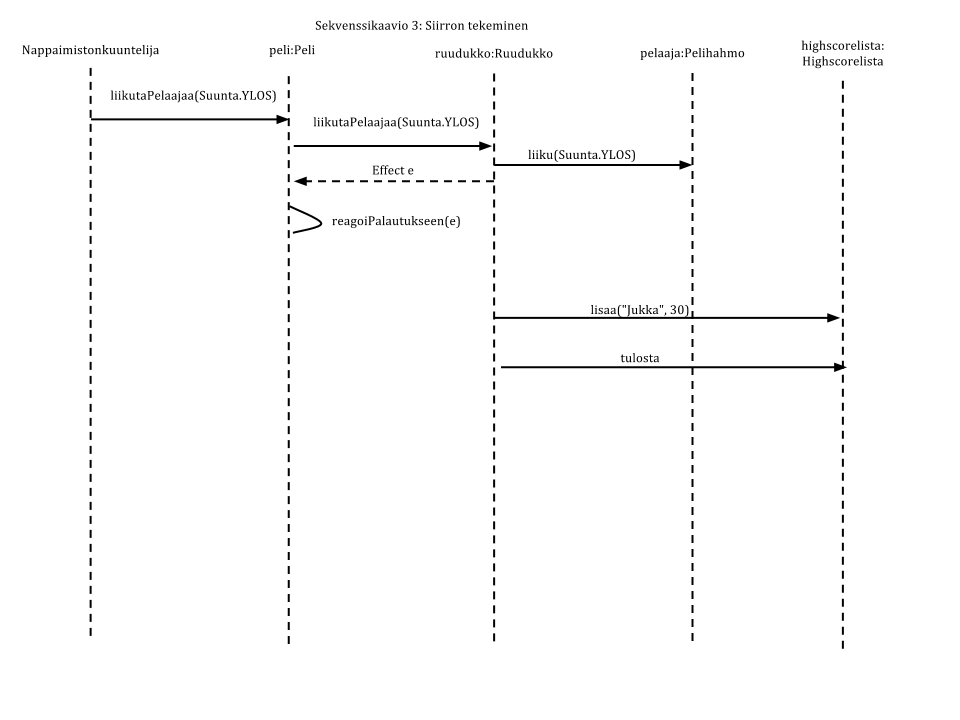 Sekvenssikaavio 3: Siirron tekeminen
Nappaimistonkuuntelija
peli:Peli
ruudukko:Ruudukko
pelaaja:Pelihahmo
highscorelista:
Highscorelista
liikutaPelaajaa(Suunta.YLOS)
liikutaPelaajaa(Suunta.YLOS)
liiku(Suunta.YLOS)
Effect e
reagoiPalautukseen(e)
lisaa("Jukka", 30)
tulosta